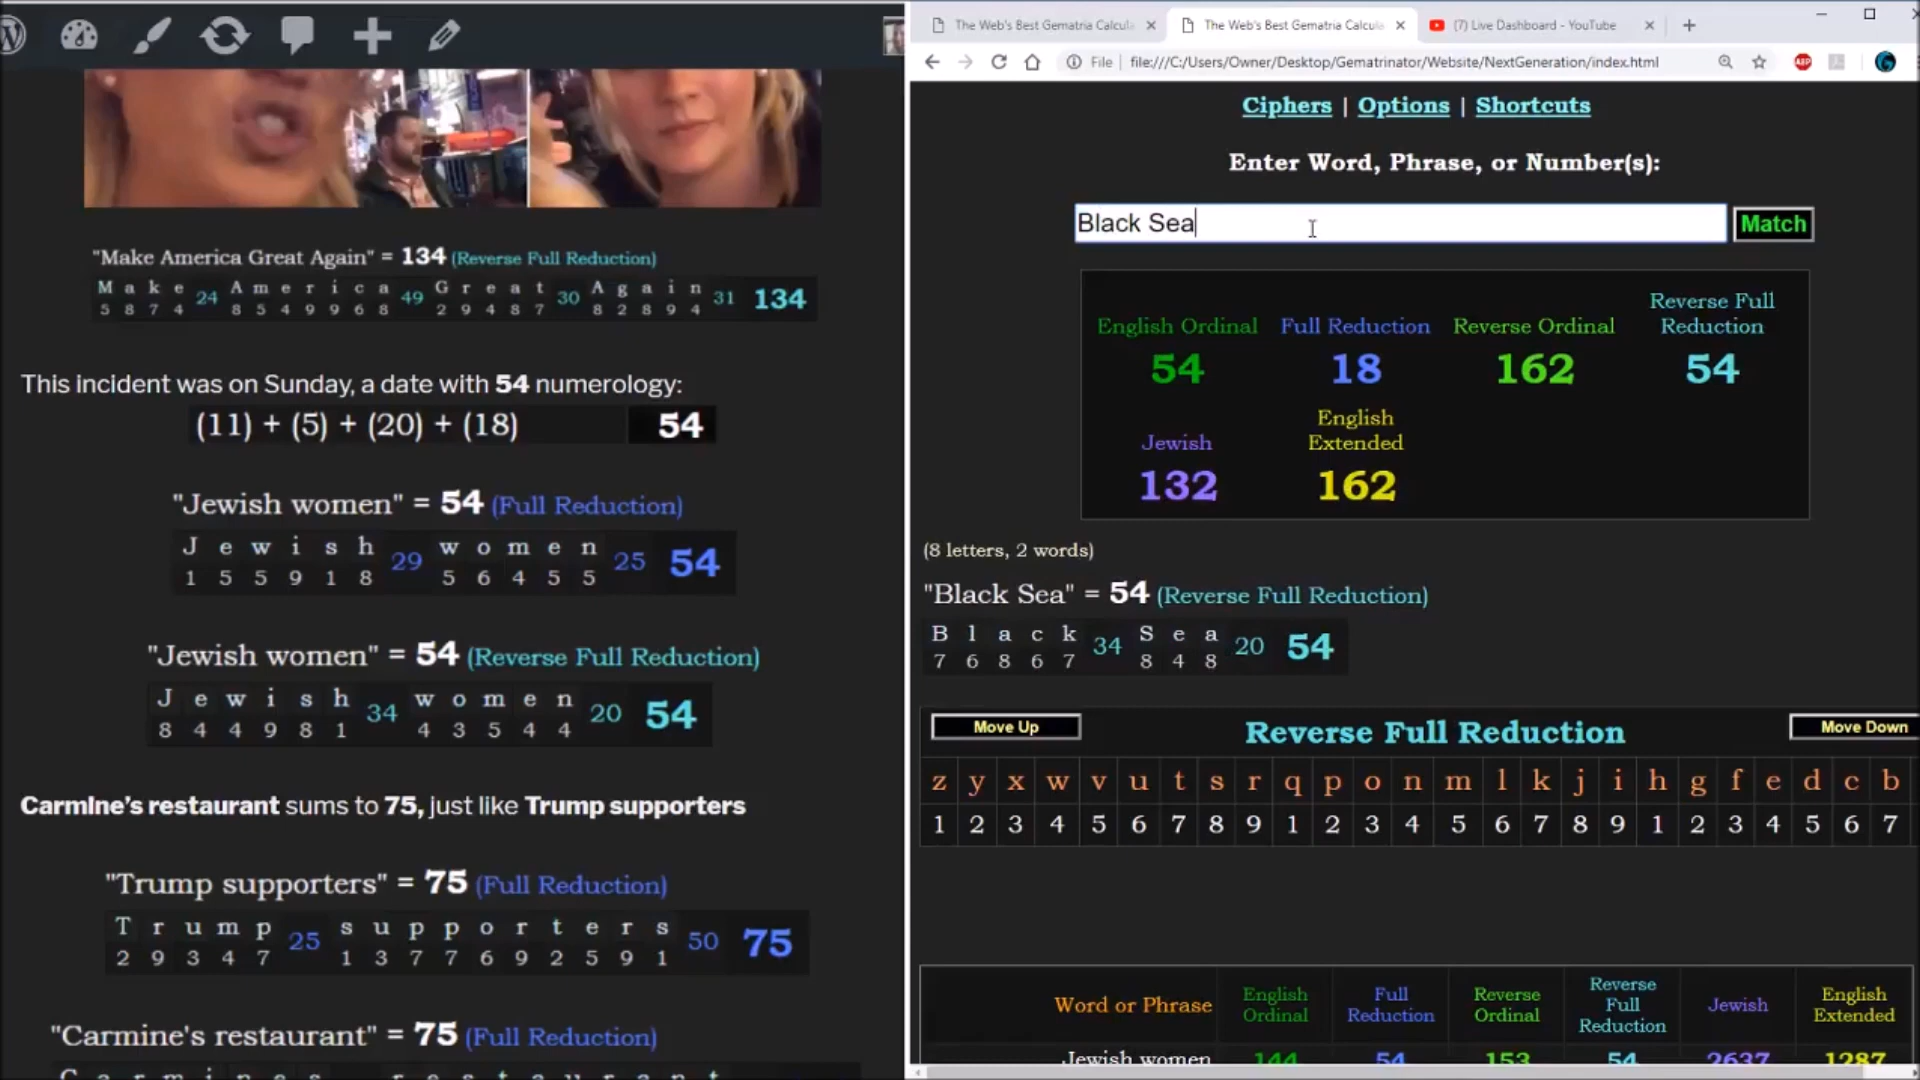 "Make America Great Again" = 134 (Reverse Full Reduction)
M a k e 24 A m e r i c a 49 G r e a t 30 A g a i n 31 134
5 8 7 4 8 5 4 9 9 6 8 2 9 4 8 7 8 2 8 9 4
This incident was on Sunday, a date with 54 numerology:
(11) + (5) + (20) + (18) 54
"Jewish women" = 54 (Full Reduction)
J e w i s h 29 w o m e n 25 54
1 5 5 9 1 8 5 6 4 5 5
"Jewish women" = 54 (Reverse Full Reduction)
J e w i s h 34 w o m e n 20 54
8 4 4 9 8 1 4 3 5 4 4
CarmIne's restaurant sums to 75, just like Trump supporters
"Trump supporters" = 75 (Full Reduction)
T r u m p 25 s u p p o r t e r s 50 75
2 9 3 4 7 1 3 7 7 6 9 2 5 9 1
"Carmine's restaurant" = 75 (Full Reduction)
C a r m i n e s r e s t a u r a n t
The Web's Best Gematria Calcula
The Web's Best Gematria Calcula
(7) Live Dashboard - YouTube
File | file:///C:/Users/Owner/Desktop/Gematrinator/Website/NextGeneration/index.html
ABP
Ciphers | Options | Shortcuts
Enter Word, Phrase, or Number(s):
Black Sea Match
English Ordinal Full Reduction Reverse Ordinal Reverse Full Reduction
54 18 162 54
Jewish English Extended
132 162
(8 letters, 2 words)
"Black Sea" = 54 (Reverse Full Reduction)
B l a c k 34 S e a 20 54
7 6 8 6 7 8 4 8
Move Up Reverse Full Reduction Move Down
z y x w v u t s r q p o n m l k j i h g f e d c b
1 2 3 4 5 6 7 8 9 1 2 3 4 5 6 7 8 9 1 2 3 4 5 6 7
Word or Phrase English Ordinal Full Reduction Reverse Ordinal Reverse Full Reduction Jewish English Extended
Jewish women 144 54 153 54 2637 1287